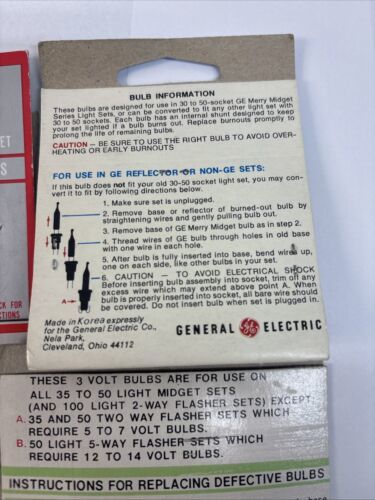 BULB INFORMATION
These bulbs are designed for use in 30 to 50-socket GE Merry Midget
Series Light Sets, or can be converted to fit any other light set with
30 to 50 sockets. Each bulb has an internal shunt designed to keep
your set lighted if a bulb burns out. Replace burnouts promptly to
prolong the life of remaining bulbs.
CAUTION – BE SURE TO USE THE RIGHT BULB TO AVOID OVER-
HEATING OR EARLY BURNOUTS
FOR USE IN GE REFLECTOR OR NON-GE SETS:
If this bulb does not fit your old 30-50 socket light set, you may con-
vert it to fit by following directions below.
1. Make sure set is unplugged.
2. Remove base or reflector of burned-out bulb by
straightening wires and gently pulling bulb out.
3. Remove base of GE Merry Midget bulb as in step 2.
4. Thread wires of GE bulb through holes in old base
with one wire in each hole.
5. After bulb is fully inserted into base, bend wires up,
one on each side, like other bulbs in your set.
6. CAUTION – TO AVOID ELECTRICAL SHOCK
Before inserting bulb assembly into socket, trim off any
excess wire which may extend above point A. When
bulb is properly inserted into socket, all bare wire should
be covered. Do not insert bulb when set is plugged in.
A
Made in Korea expressly
for the General Electric Co.,
Nela Park,
Cleveland, Ohio 44112
GENERAL GE ELECTRIC
ET
S
CK FOR
CTIONS
THESE 3 VOLT BULBS ARE FOR USE ON
ALL 35 TO 50 LIGHT MIDGET SETS
(AND 100 LIGHT 2-WAY FLASHER SETS) EXCEPT:
A. 35 AND 50 TWO WAY FLASHER SETS WHICH
REQUIRE 5 TO 7 VOLT BULBS.
B. 50 LIGHT 5-WAY FLASHER SETS WHICH
REQUIRE 12 TO 14 VOLT BULBS.
INSTRUCTIONS FOR REPLACING DEFECTIVE BULBS